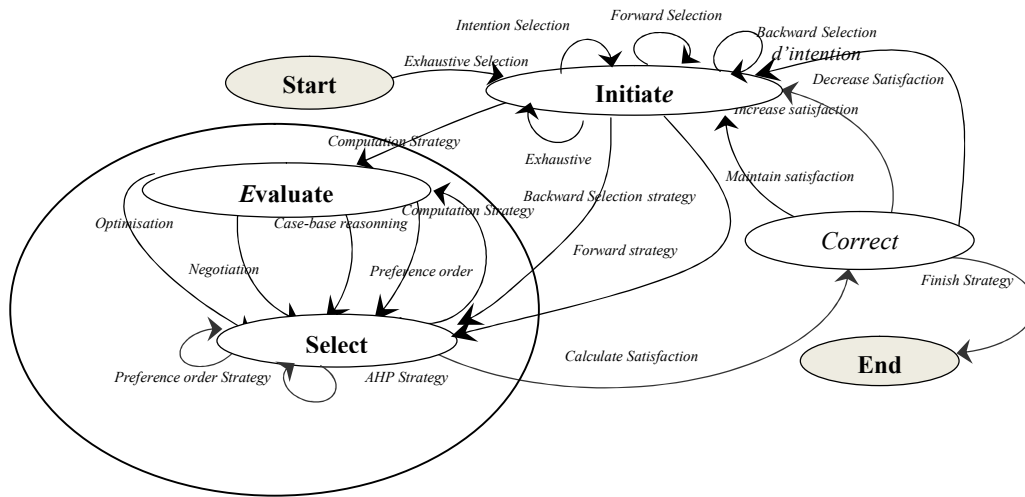 Forward Selection
Intention Selection
Backward Selection
d'intention
Exhaustive Selection
Decrease Satisfaction
Start
Initiate
Increase satisfaction
Computation Strategy
Exhaustive
Maintain satisfaction
Evaluate
Backward Selection strategy
Computation Strategy
Optimisation
Case-base reasonning
Correct
Forward strategy
Negotiation
Preference order
Finish Strategy
Select
Calculate Satisfaction
End
Preference order Strategy
AHP Strategy